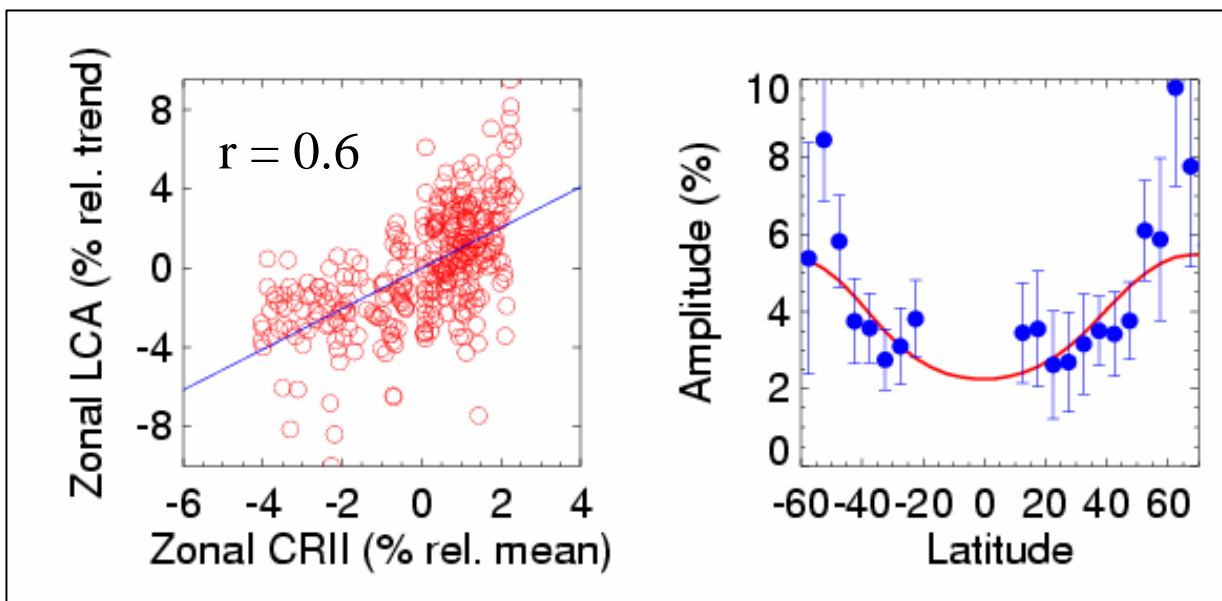 Zonal LCA (% rel. trend)
8
4
0
-4
-8
r = 0.6
-6 -4 -2 0 2 4
Zonal CRII (% rel. mean)
Amplitude (%)
10
8
6
4
2
0
-60 -40 -20 0 20 40 60
Latitude